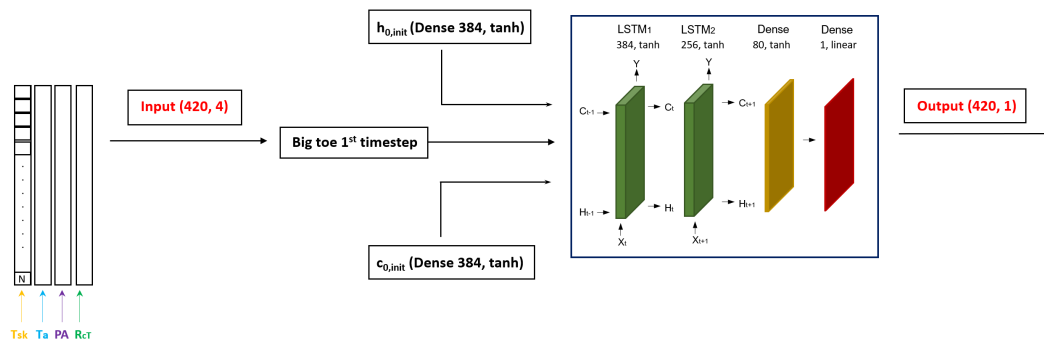 h0,init (Dense 384, tanh)
LSTM1
384, tanh
LSTM2
256, tanh
Dense
80, tanh
Dense
1, linear
Y
Y
Input (420, 4)
Output (420, 1)
Ct-1
Ct
Ct+1
Big toe 1st timestep
Ht-1
Ht
Ht+1
Xt
Xt+1
c0,init (Dense 384, tanh)
N
Tsk
Ta
PA
RcT